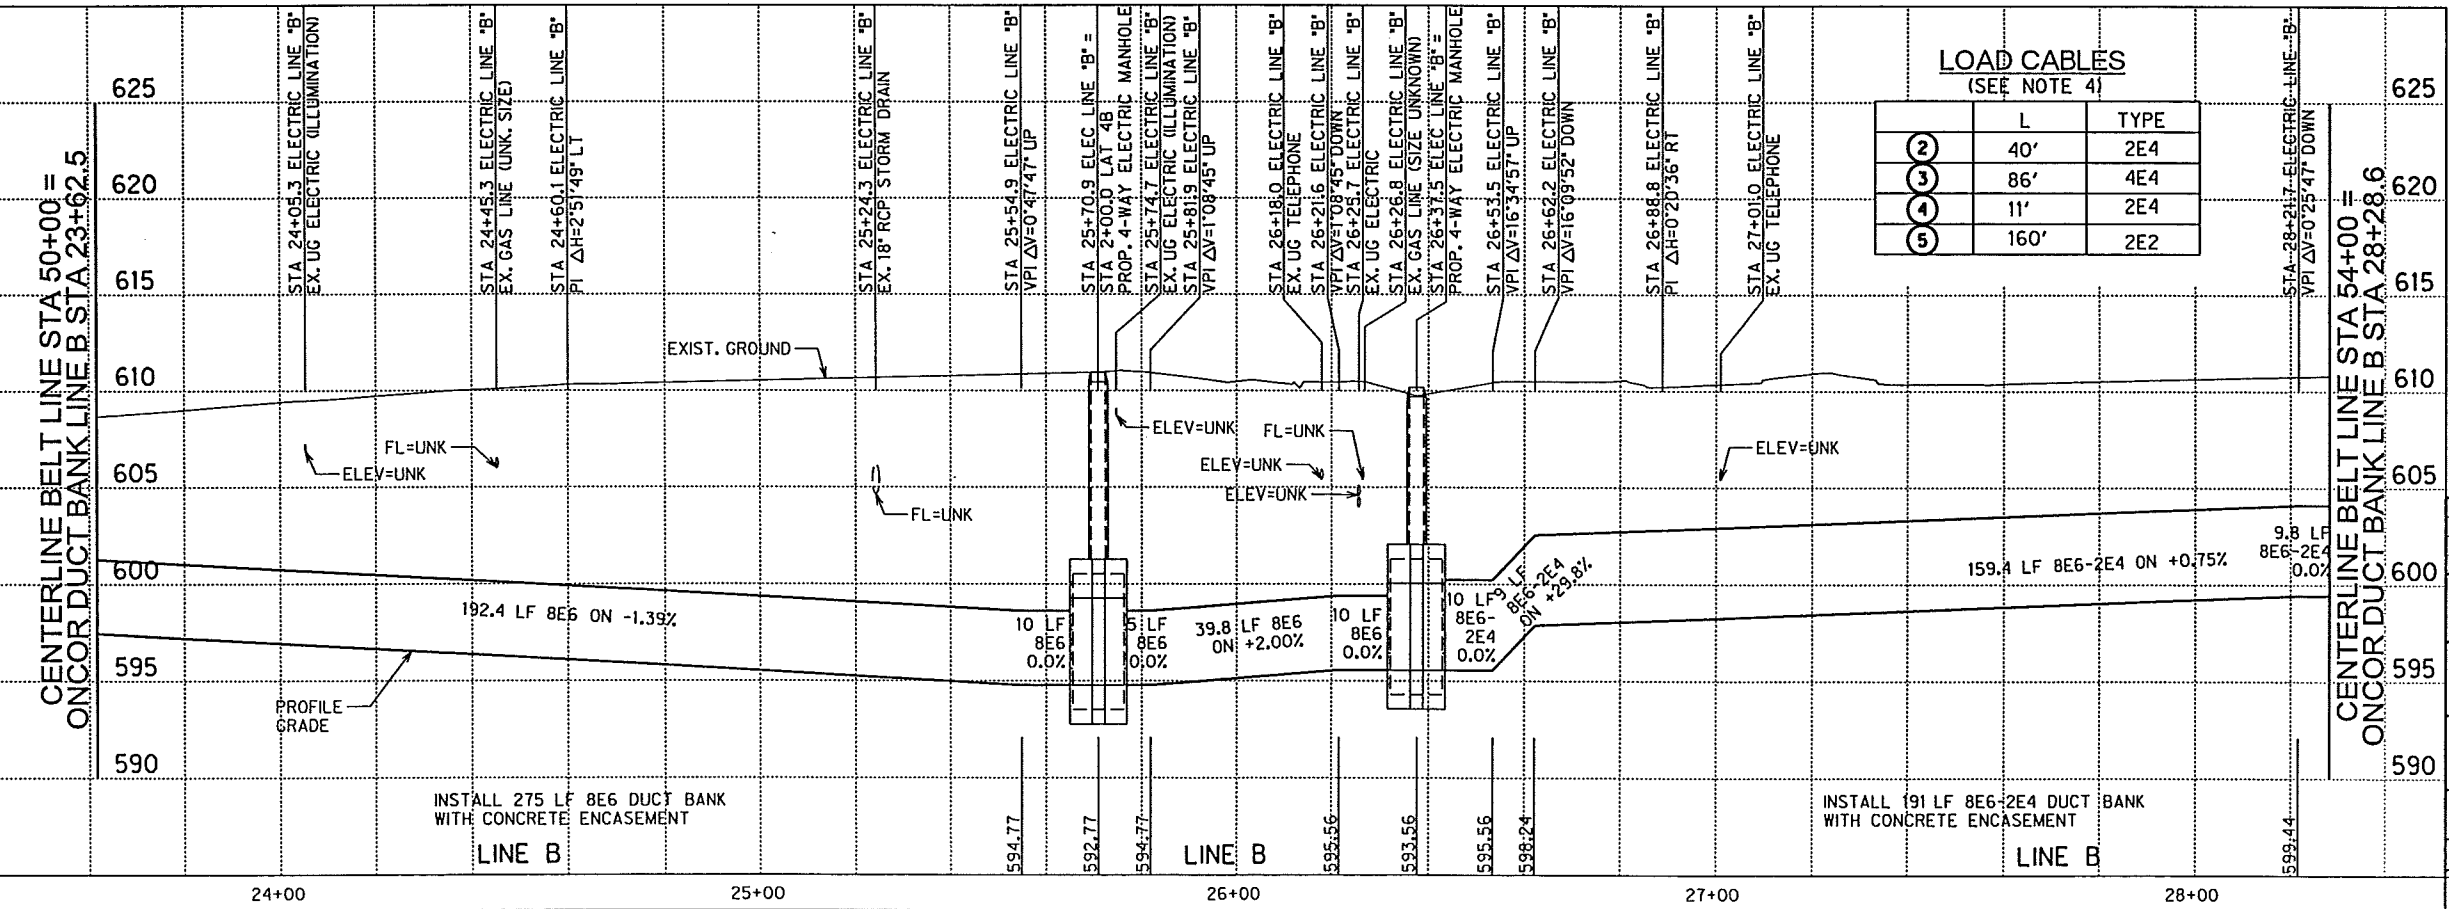 CENTERLINE BELT LINE STA 50+00 =
ONCOR DUCT BANK LINE B STA 23+62.5
625
620
615
610
605
600
595
590
STA 24+05.3 ELECTRIC LINE "B"
EX. UG ELECTRIC (ILLUMINATION)
STA 24+45.3 ELECTRIC LINE "B"
EX. GAS LINE (UNK. SIZE)
STA 24+60.1 ELECTRIC LINE "B"
PI ΔH=2°51'49" LT
STA 25+24.3 ELECTRIC LINE "B"
EX. 18" RCP STORM DRAIN
STA 25+54.9 ELECTRIC LINE "B"
VPI ΔV=0°47'47" UP
STA 25+70.9 ELEC LINE "B" =
STA 2+00.0 LAT 4B
PROP. 4-WAY ELECTRIC MANHOLE
STA 25+74.7 ELECTRIC LINE "B"
EX. UG ELECTRIC (ILLUMINATION)
STA 25+81.9 ELECTRIC LINE "B"
VPI ΔV=1°08'45" UP
STA 26+18.0 ELECTRIC LINE "B"
EX. UG TELEPHONE
STA 26+21.6 ELECTRIC LINE "B"
VPI ΔV=1°08'45" DOWN
STA 26+25.7 ELECTRIC LINE "B"
EX. UG ELECTRIC
STA 26+26.8 ELECTRIC LINE "B"
EX. GAS LINE (SIZE UNKNOWN)
STA 26+37.5 ELEC LINE "B" =
PROP. 4-WAY ELECTRIC MANHOLE
STA 26+53.5 ELECTRIC LINE "B"
VPI ΔV=16°34'57" UP
STA 26+62.2 ELECTRIC LINE "B"
VPI ΔV=16°09'52" DOWN
STA 26+88.8 ELECTRIC LINE "B"
PI ΔH=0°20'36" RT
STA 27+01.0 ELECTRIC LINE "B"
EX. UG TELEPHONE
STA 28+21.7 ELECTRIC LINE "B"
VPI ΔV=0°25'47" DOWN
LOAD CABLES
(SEE NOTE 4)
L TYPE
2 40' 2E4
3 86' 4E4
4 11' 2E4
5 160' 2E2
625
620
615
610
605
600
595
590
CENTERLINE BELT LINE STA 54+00 =
ONCOR DUCT BANK LINE B STA 28+28.6
EXIST. GROUND
FL=UNK
ELEV=UNK
FL=UNK
ELEV=UNK
FL=UNK
ELEV=UNK
ELEV=UNK
ELEV=UNK
192.4 LF 8E6 ON -1.39%
10 LF
8E6
0.0%
5 LF
8E6
0.0%
39.8 LF 8E6
ON +2.00%
10 LF
8E6
0.0%
10 LF
8E6-
2E4
0.0%
9 LF
8E6-2E4
ON +29.8%
159.4 LF 8E6-2E4 ON +0.75%
9.8 LF
8E6-2E4
0.0%
PROFILE
GRADE
INSTALL 275 LF 8E6 DUCT BANK
WITH CONCRETE ENCASEMENT
INSTALL 191 LF 8E6-2E4 DUCT BANK
WITH CONCRETE ENCASEMENT
594.77
592.77
594.77
595.56
593.56
595.56
598.24
599.44
LINE B
LINE B
LINE B
24+00
25+00
26+00
27+00
28+00